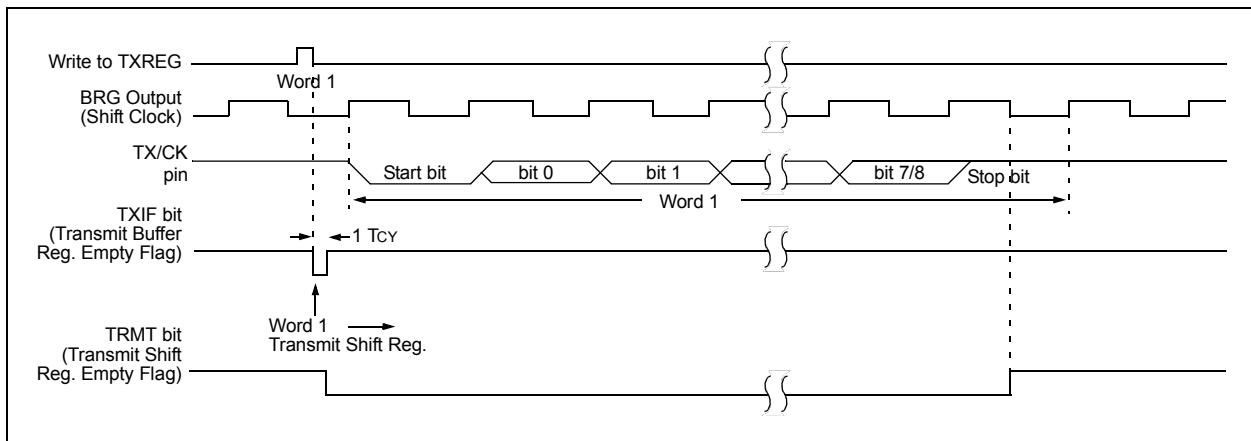 Write to TXREG
Word 1
BRG Output
(Shift Clock)
TX/CK
pin
Start bit
bit 0
bit 1
bit 7/8
Stop bit
Word 1
TXIF bit
(Transmit Buffer
Reg. Empty Flag)
1 TCY
Word 1
Transmit Shift Reg.
TRMT bit
(Transmit Shift
Reg. Empty Flag)